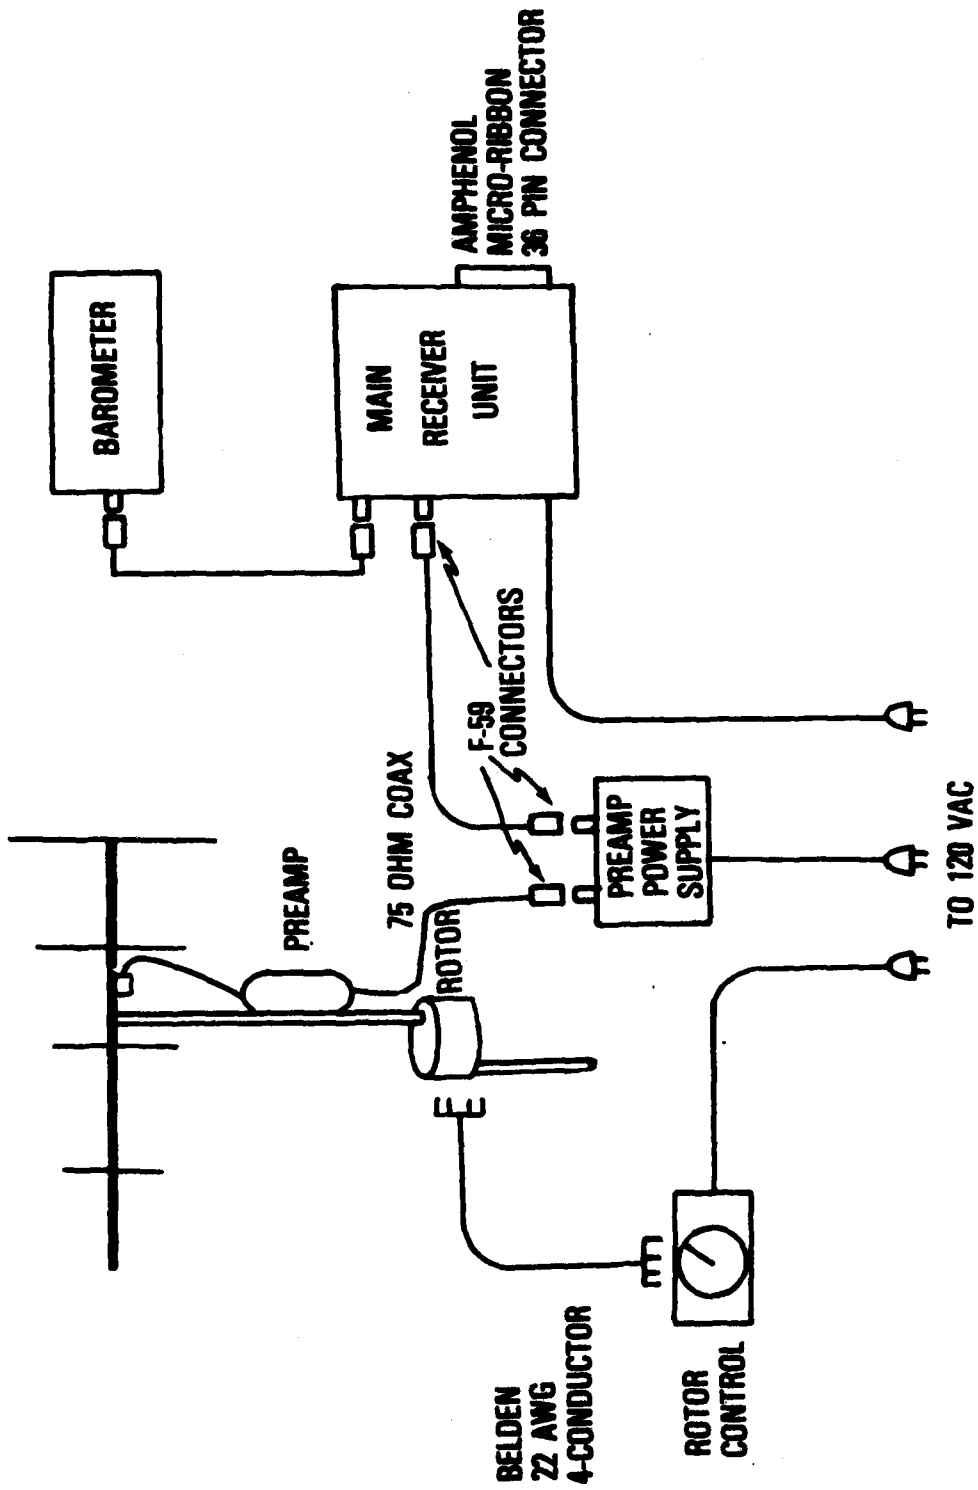 BAROMETER
MAIN
RECEIVER
UNIT
AMPHENOL
MICRO-RIBBON
36 PIN CONNECTOR
PREAMP
75 OHM COAX
ROTOR
F-59
CONNECTORS
PREAMP
POWER
SUPPLY
BELDEN
22 AWG
4-CONDUCTOR
ROTOR
CONTROL
TO 120 VAC